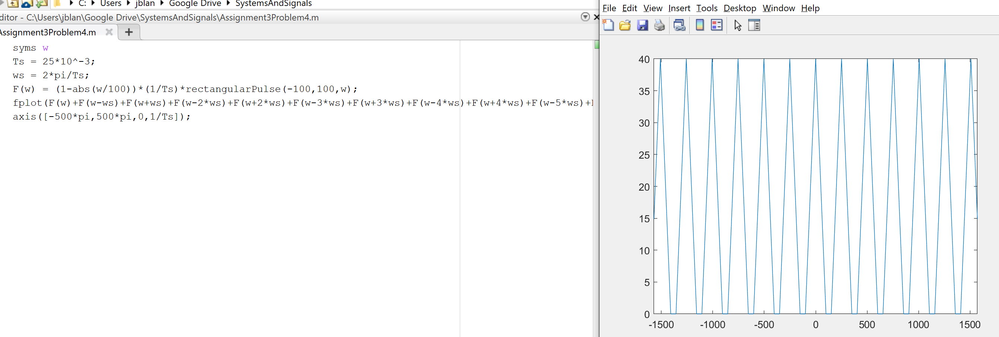 C: Users jblan Google Drive SystemsAndSignals
ditor - C:\Users\jblan\Google Drive\SystemsAndSignals\Assignment3Problem4.m
Assignment3Problem4.m
syms w
Ts = 25*10^-3;
ws = 2*pi/Ts;
F(w) = (1-abs(w/100))*(1/Ts)*rectangularPulse(-100,100,w);
fplot(F(w)+F(w-ws)+F(w+ws)+F(w-2*ws)+F(w+2*ws)+F(w-3*ws)+F(w+3*ws)+F(w-4*ws)+F(w+4*ws)+F(w-5*ws)+
axis([-500*pi,500*pi,0,1/Ts]);
File Edit View Insert Tools Desktop Window Help
40
35
30
25
20
15
10
5
0
-1500 -1000 -500 0 500 1000 1500